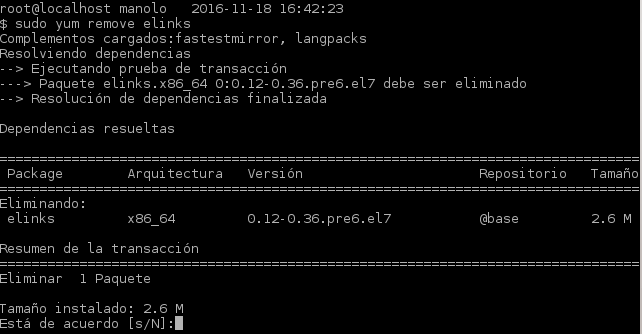 root@localhost manolo   2016-11-18 16:42:23
$ sudo yum remove elinks
Complementos cargados:fastestmirror, langpacks
Resolviendo dependencias
--> Ejecutando prueba de transacción
---> Paquete elinks.x86_64 0:0.12-0.36.pre6.el7 debe ser eliminado
--> Resolución de dependencias finalizada

Dependencias resueltas

================================================================================
 Package        Arquitectura   Versión                      Repositorio   Tamaño
================================================================================
Eliminando:
 elinks         x86_64         0.12-0.36.pre6.el7           @base         2.6 M

Resumen de la transacción
================================================================================
Eliminar  1 Paquete

Tamaño instalado: 2.6 M
Está de acuerdo [s/N]: